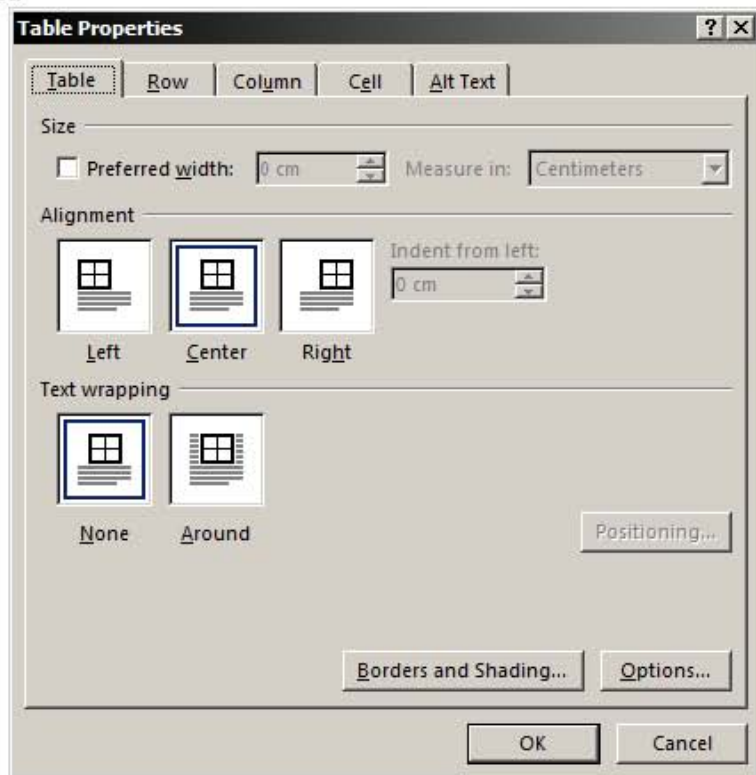 Table Properties
? X
Table Row Column Cell Alt Text
Size
Preferred width: 0 cm Measure in: Centimeters
Alignment
Indent from left:
0 cm
Left Center Right
Text wrapping
None Around
Positioning...
Borders and Shading... Options...
OK Cancel